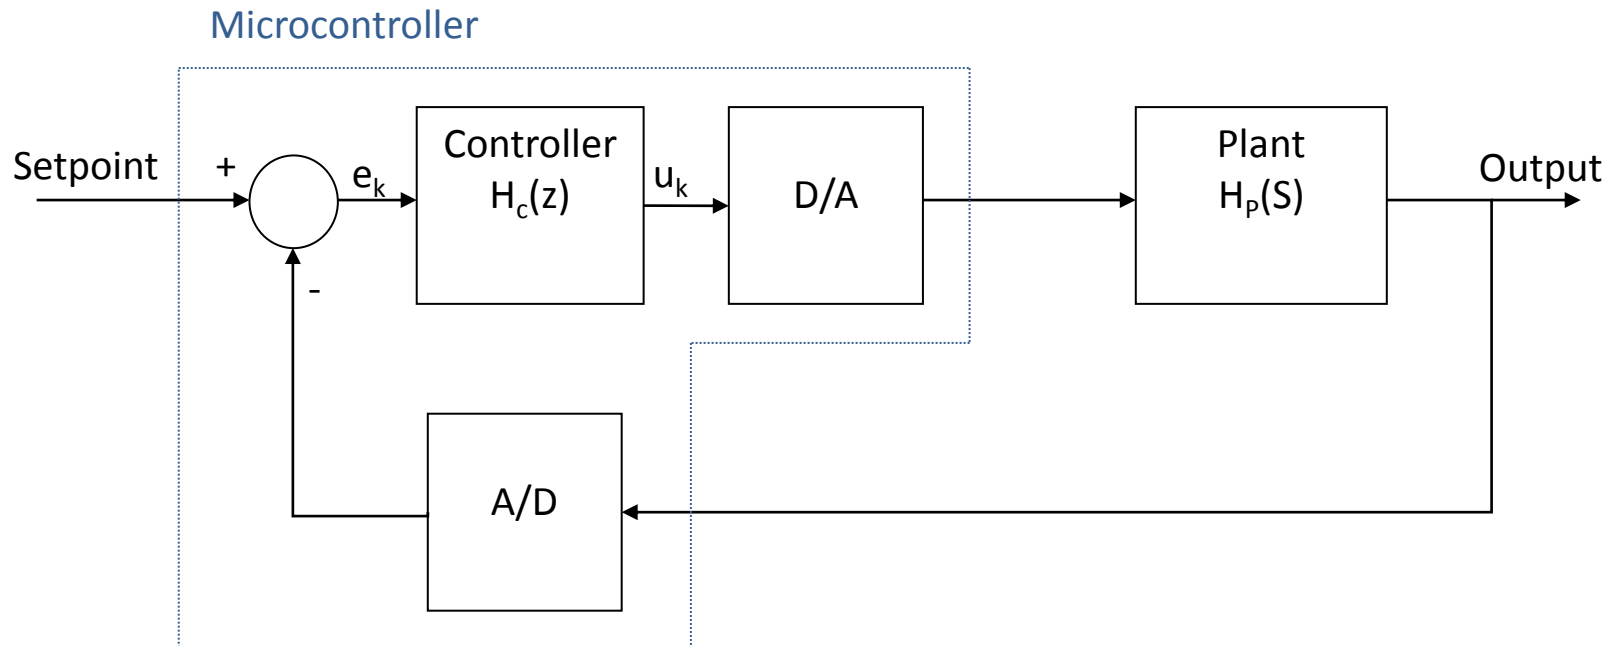 Microcontroller
Setpoint
+
-
e_k
Controller
H_c(z)
u_k
D/A
Plant
H_P(S)
Output
A/D